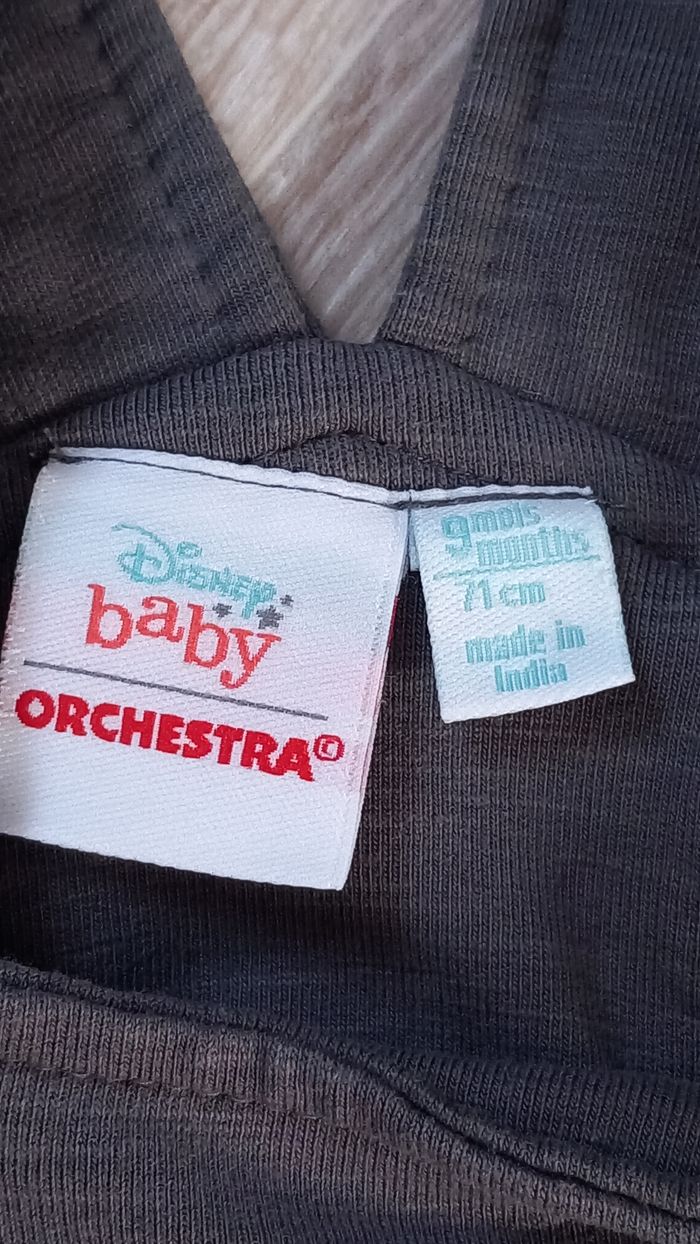 Disney
baby
ORCHESTRA©
9 mois
months
71 cm
made in
India